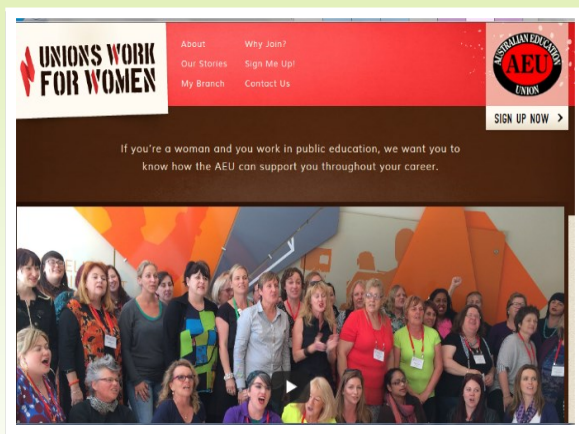 UNIONS WORK
FOR WOMEN
About
Why Join?
Our Stories
Sign Me Up!
My Branch
Contact Us
AUSTRALIAN EDUCATION
AEU
UNION
SIGN UP NOW >
If you're a woman and you work in public education, we want you to
know how the AEU can support you throughout your career.